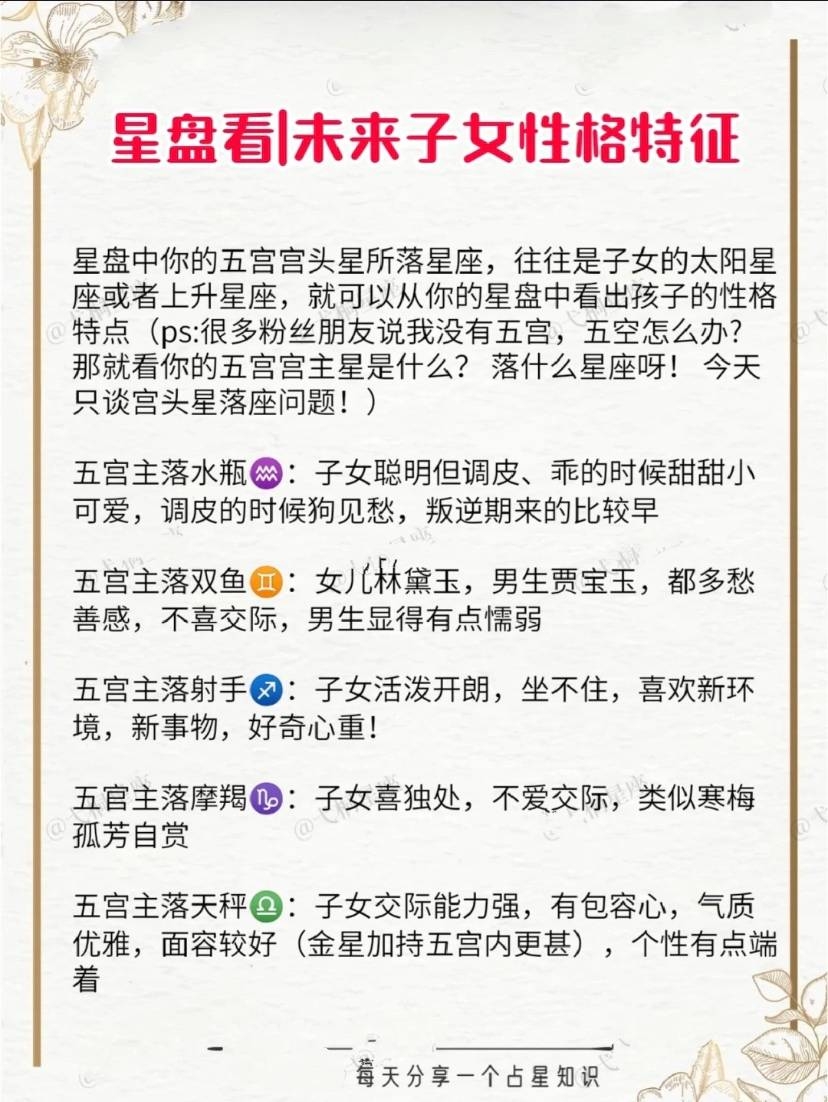 星盘看|未来子女性格特征
星盘中你的五宫宫头星所落星座，往往是子女的太阳星
座或者上升星座，就可以从你的星盘中看出孩子的性格
特点（ps:很多粉丝朋友说我没有五宫，五空怎么办?
那就看你的五宫宫主星是什么？ 落什么星座呀！ 今天
只谈宫头星落座问题！）
五宫主落水瓶♒：子女聪明但调皮、乖的时候甜甜小
可爱，调皮的时候狗见愁，叛逆期来的比较早
五宫主落双鱼♊：女儿林黛玉，男生贾宝玉，都多愁
善感，不喜交际，男生显得有点懦弱
五宫主落射手♐：子女活泼开朗，坐不住，喜欢新环
境，新事物，好奇心重！
五官主落摩羯♑：子女喜独处，不爱交际，类似寒梅
孤芳自赏
五宫主落天秤♎：子女交际能力强，有包容心，气质
优雅，面容较好（金星加持五宫内更甚），个性有点端
着
每天分享一个占星知识